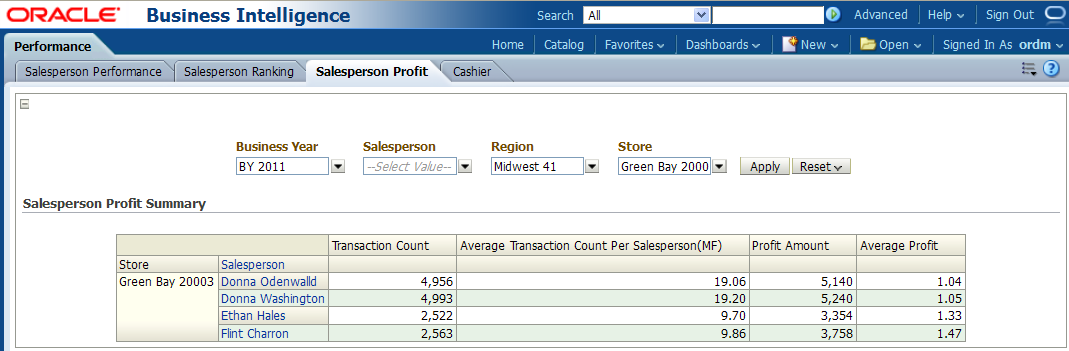 ORACLE Business Intelligence Search All Advanced Help Sign Out
Performance Home Catalog Favorites Dashboards New Open Signed In As ordm
Salesperson Performance Salesperson Ranking Salesperson Profit Cashier
Business Year Salesperson Region Store
BY 2011 --Select Value-- Midwest 41 Green Bay 2000 Apply Reset
Salesperson Profit Summary
Transaction Count Average Transaction Count Per Salesperson(MF) Profit Amount Average Profit
Store Salesperson
Green Bay 20003 Donna Odenwalld 4,956 19.06 5,140 1.04
Donna Washington 4,993 19.20 5,240 1.05
Ethan Hales 2,522 9.70 3,354 1.33
Flint Charron 2,563 9.86 3,758 1.47